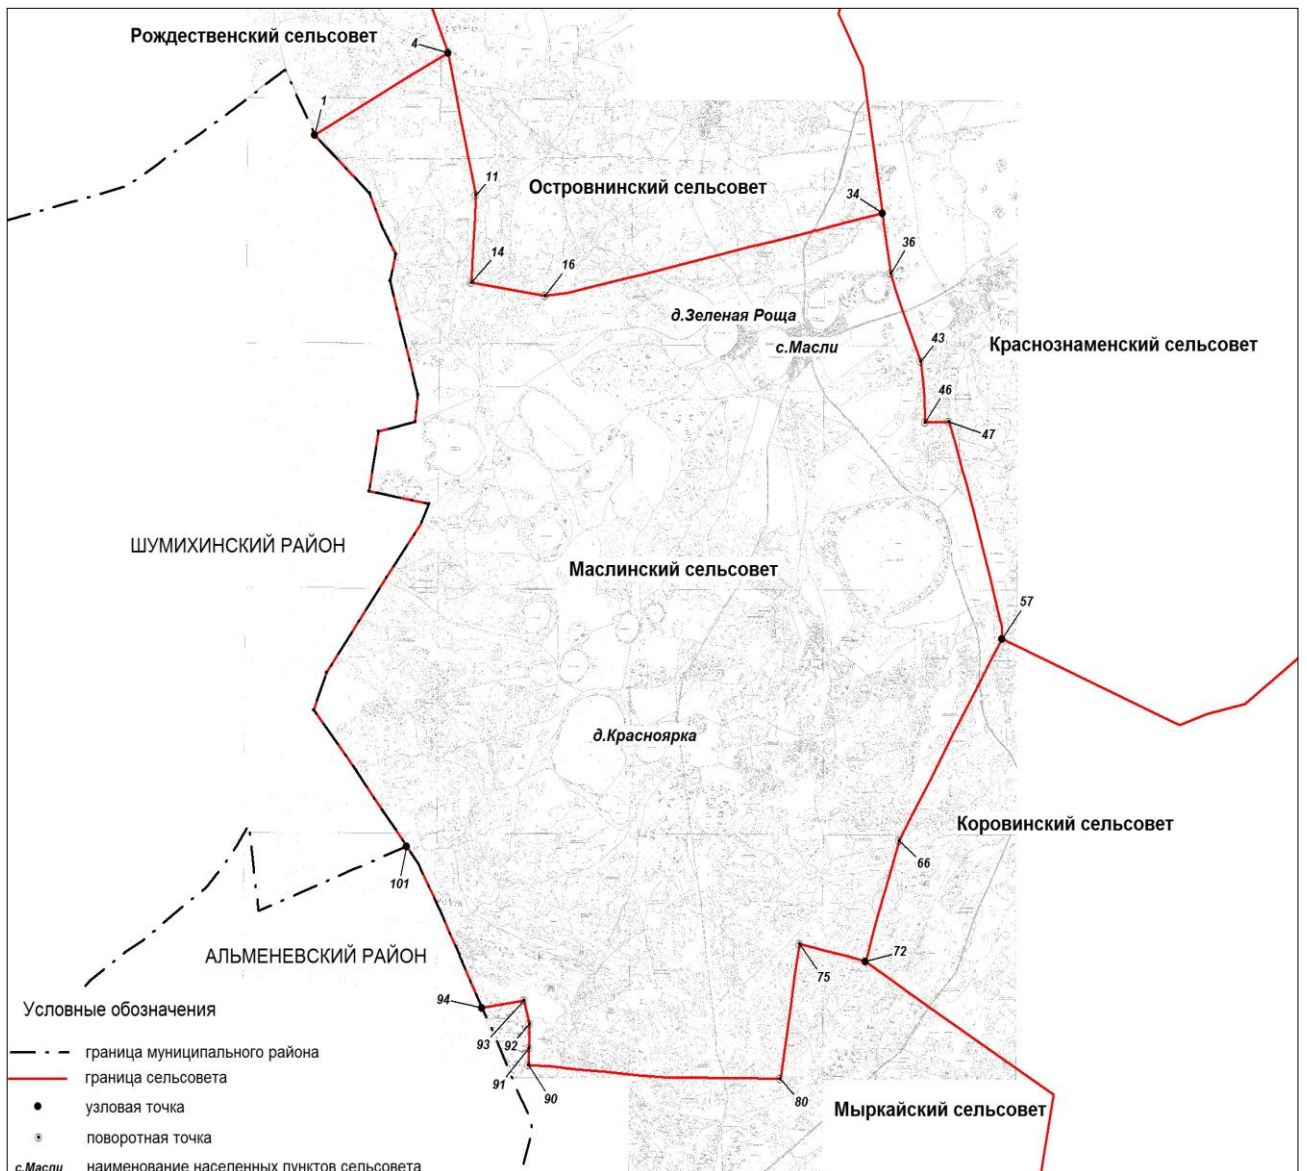 Рождественский сельсовет
4
1
11
Островнинский сельсовет
34
14
16
36
д.Зеленая Роща
с.Масли
Краснознаменский сельсовет
43
46
47
ШУМИХИНСКИЙ РАЙОН
Маслинский сельсовет
57
д.Красноярка
Коровинский сельсовет
66
101
72
75
АЛЬМЕНЕВСКИЙ РАЙОН
94
93
92
91
90
80
Мыркайский сельсовет
Условные обозначения
граница муниципального района
граница сельсовета
узловая точка
поворотная точка
с.Масли наименование населенных пунктов сельсовета